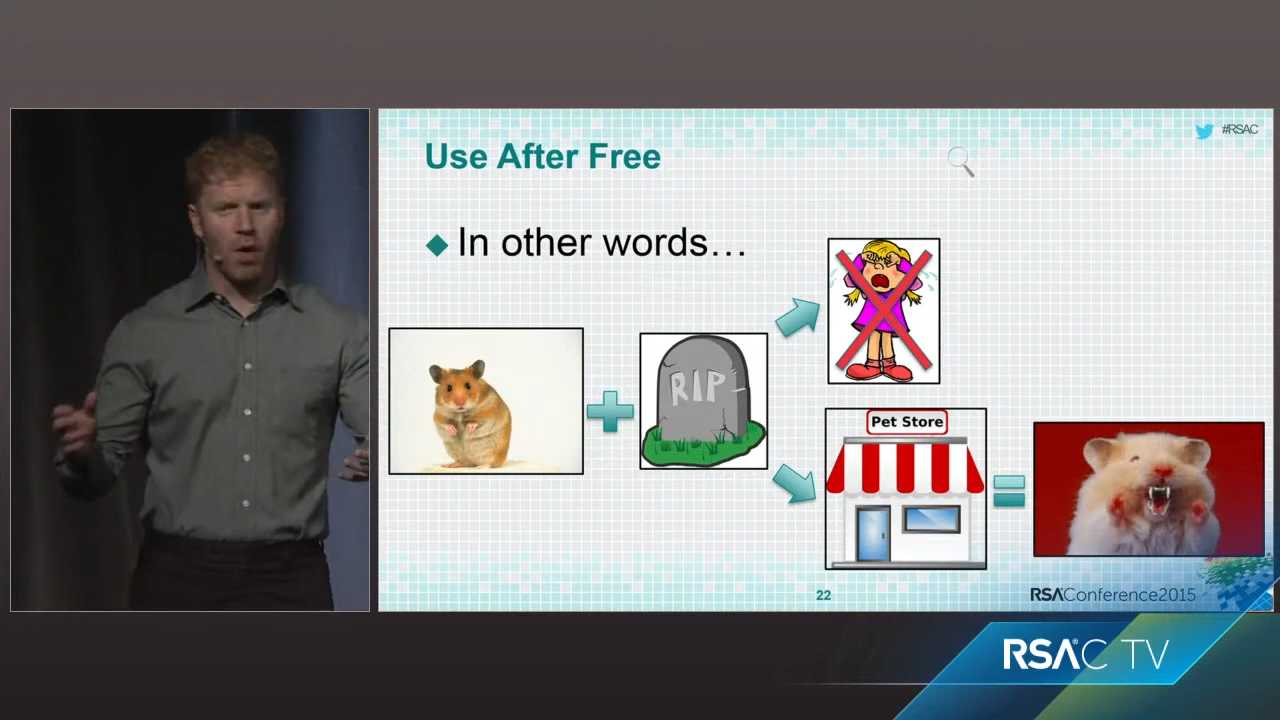 #RSAC
Use After Free
In other words…
RIP
Pet Store
22
RSAConference2015
RSAC TV